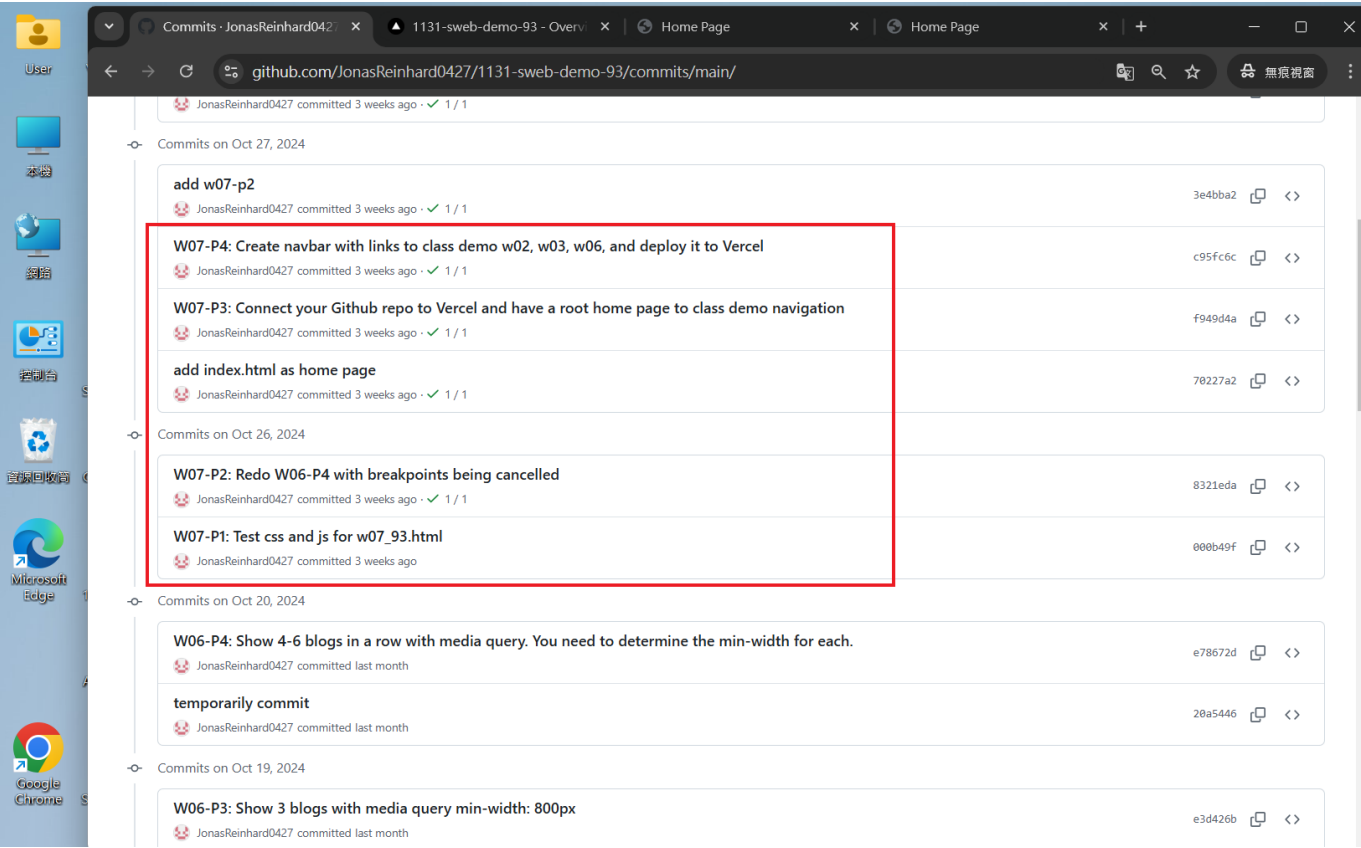 User
本機
網路
控制台
資源回收筒
Microsoft
Edge
Google
Chrome
Commits · JonasReinhard0427
1131-sweb-demo-93 - Overvi
Home Page
Home Page
github.com/JonasReinhard0427/1131-sweb-demo-93/commits/main/
無痕視窗
JonasReinhard0427 committed 3 weeks ago · ✓ 1 / 1
Commits on Oct 27, 2024
add w07-p2
JonasReinhard0427 committed 3 weeks ago · ✓ 1 / 1
3e4bba2
W07-P4: Create navbar with links to class demo w02, w03, w06, and deploy it to Vercel
JonasReinhard0427 committed 3 weeks ago · ✓ 1 / 1
c95fc6c
W07-P3: Connect your Github repo to Vercel and have a root home page to class demo navigation
JonasReinhard0427 committed 3 weeks ago · ✓ 1 / 1
f949d4a
add index.html as home page
JonasReinhard0427 committed 3 weeks ago · ✓ 1 / 1
70227a2
Commits on Oct 26, 2024
W07-P2: Redo W06-P4 with breakpoints being cancelled
JonasReinhard0427 committed 3 weeks ago · ✓ 1 / 1
8321eda
W07-P1: Test css and js for w07_93.html
JonasReinhard0427 committed 3 weeks ago
000b49f
Commits on Oct 20, 2024
W06-P4: Show 4-6 blogs in a row with media query. You need to determine the min-width for each.
JonasReinhard0427 committed last month
e78672d
temporarily commit
JonasReinhard0427 committed last month
20a5446
Commits on Oct 19, 2024
W06-P3: Show 3 blogs with media query min-width: 800px
JonasReinhard0427 committed last month
e3d426b